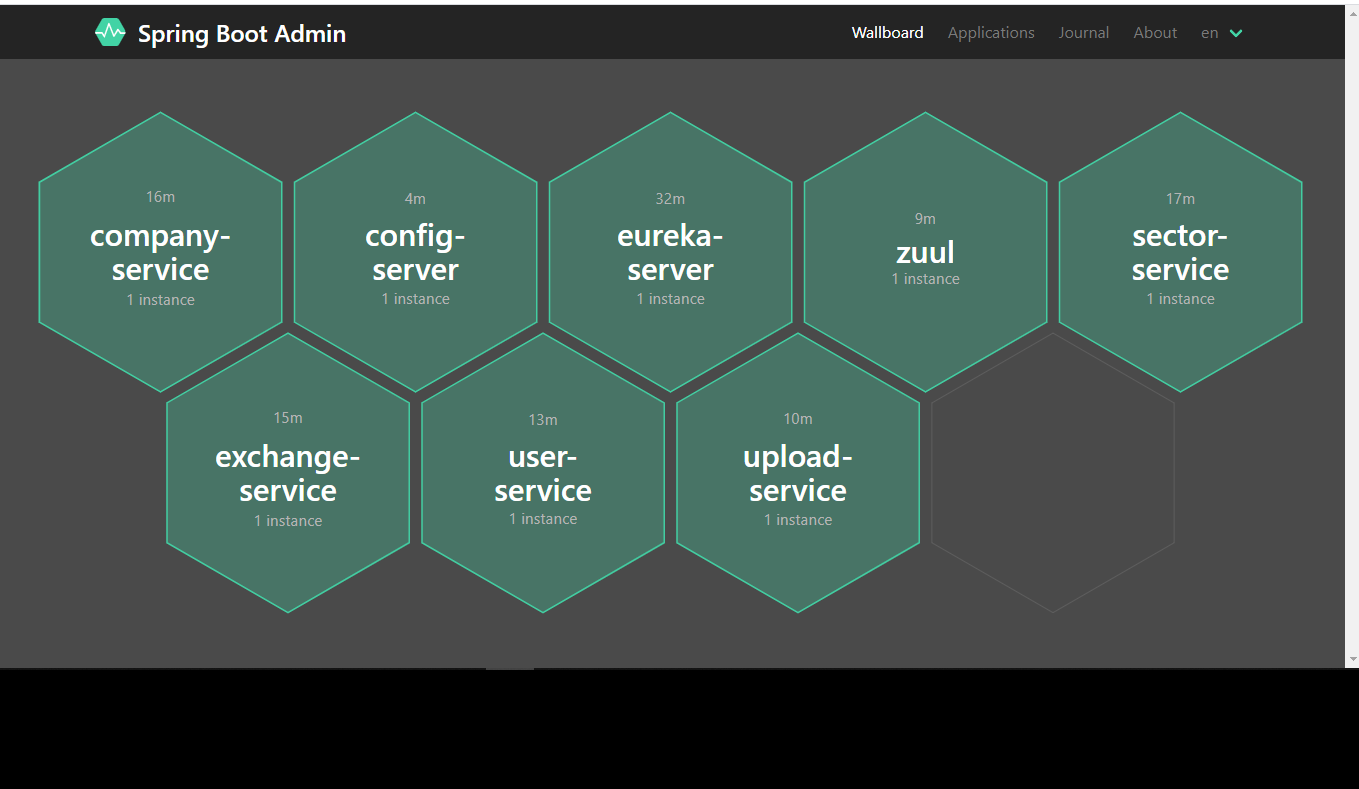 Spring Boot Admin
Wallboard Applications Journal About en
16m
company-
service
1 instance
4m
config-
server
1 instance
32m
eureka-
server
1 instance
9m
zuul
1 instance
17m
sector-
service
1 instance
15m
exchange-
service
1 instance
13m
user-
service
1 instance
10m
upload-
service
1 instance